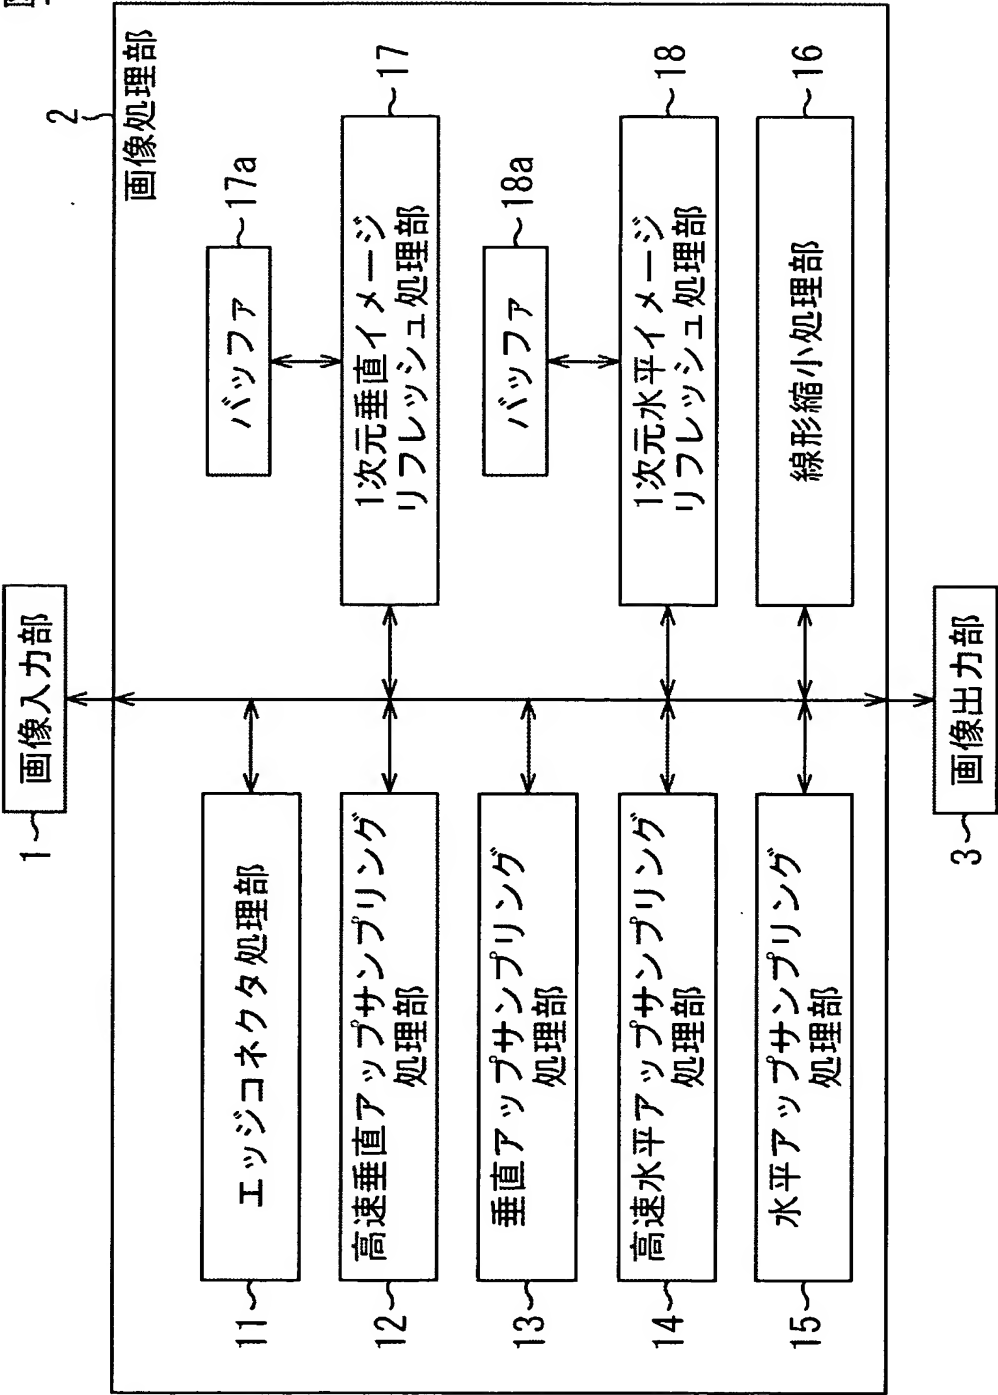 2
画像処理部
1
画像入力部
11
エッジコネクタ処理部
12
高速垂直アップサンプリング
処理部
13
垂直アップサンプリング
処理部
14
高速水平アップサンプリング
処理部
15
水平アップサンプリング
処理部
バッファ
17a
1次元垂直イメージ
リフレッシュ処理部
17
バッファ
18a
1次元水平イメージ
リフレッシュ処理部
18
線形縮小処理部
16
3
画像出力部